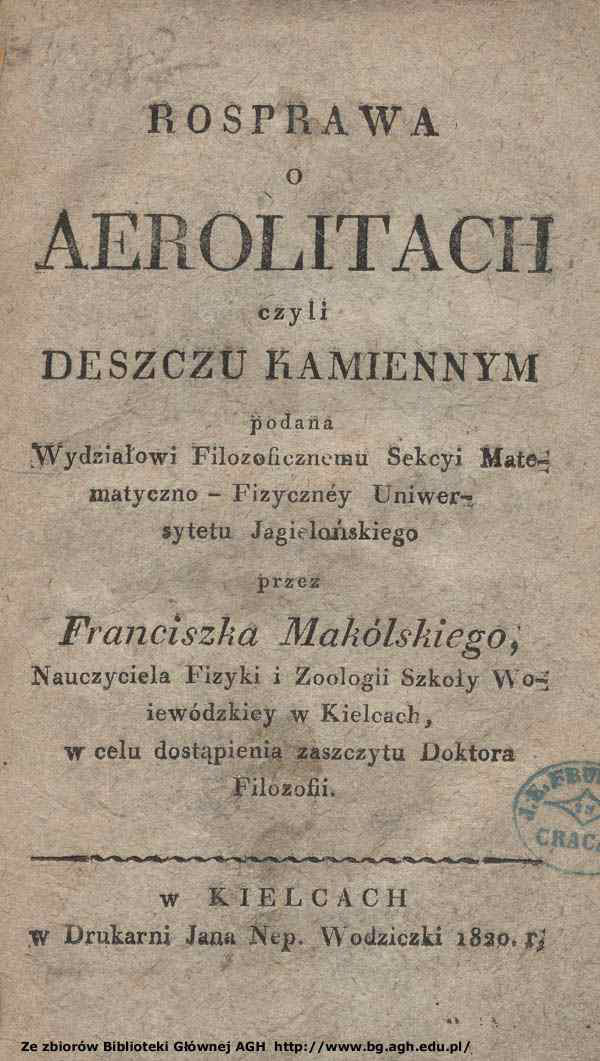 ROSPRAWA
O
AEROLITACH
czyli
DESZCZU KAMIENNYM
podana
Wydziałowi Filozoficznemu Sekcyi Mate-
matyczno - Fizycznéy Uniwer-
sytetu Jagielońskiego
przez
Franciszka Makólskiego,
Nauczyciela Fizyki i Zoologii Szkoły Wo-
iewódzkiey w Kielcach,
w celu dostąpienia zaszczytu Doktora
Filozofii.
CRAC
w KIELCACH
w Drukarni Jana Nep. Wodziczki 1820. r.
Ze zbiorów Biblioteki Głównej AGH http://www.bg.agh.edu.pl/